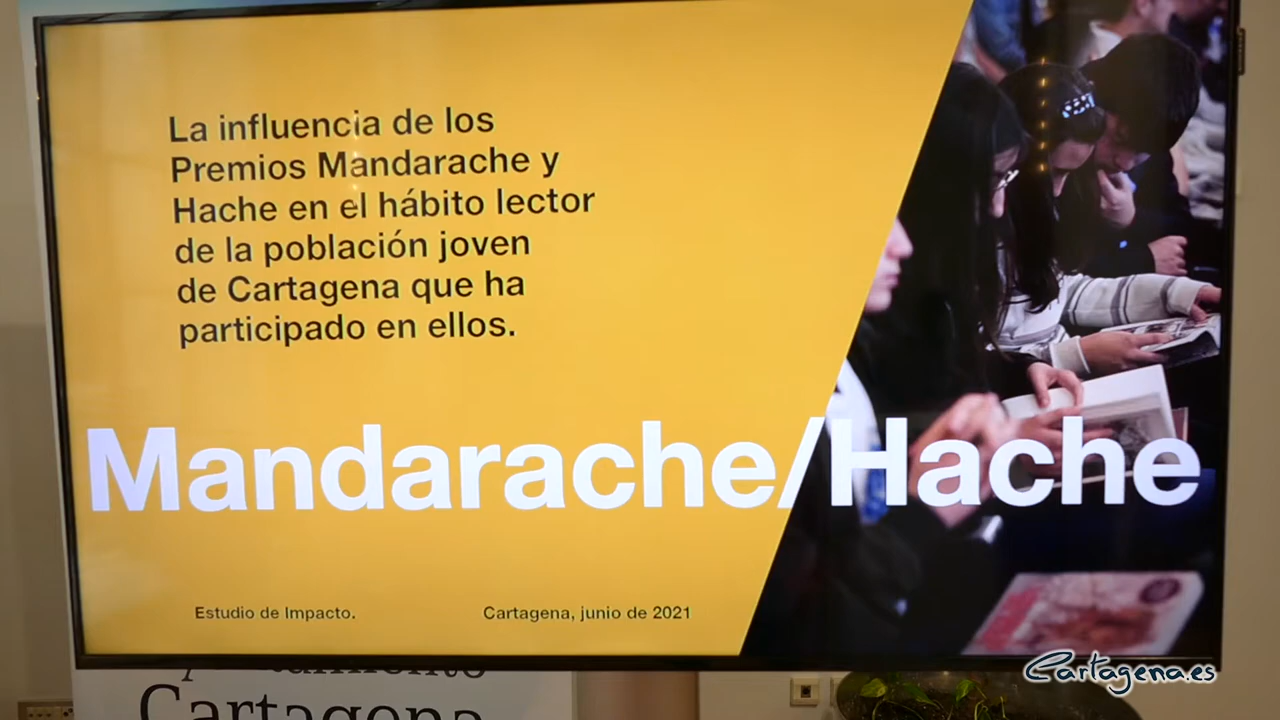 La influencia de los
Premios Mandarache y
Hache en el hábito lector
de la población joven
de Cartagena que ha
participado en ellos.
Mandarache/Hache
Estudio de Impacto.
Cartagena, junio de 2021
Cartagena
Cartagena.es